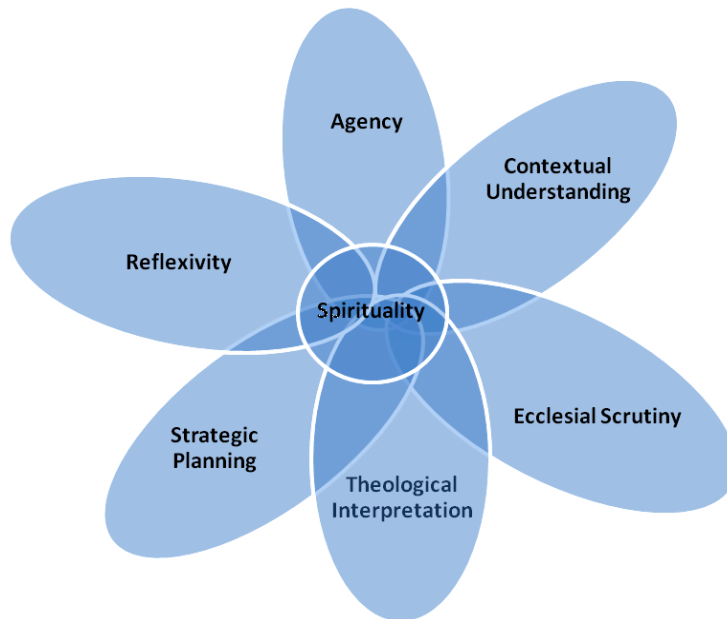 Agency
Contextual
Understanding
Reflexivity
Spirituality
Ecclesial Scrutiny
Strategic
Planning
Theological
Interpretation